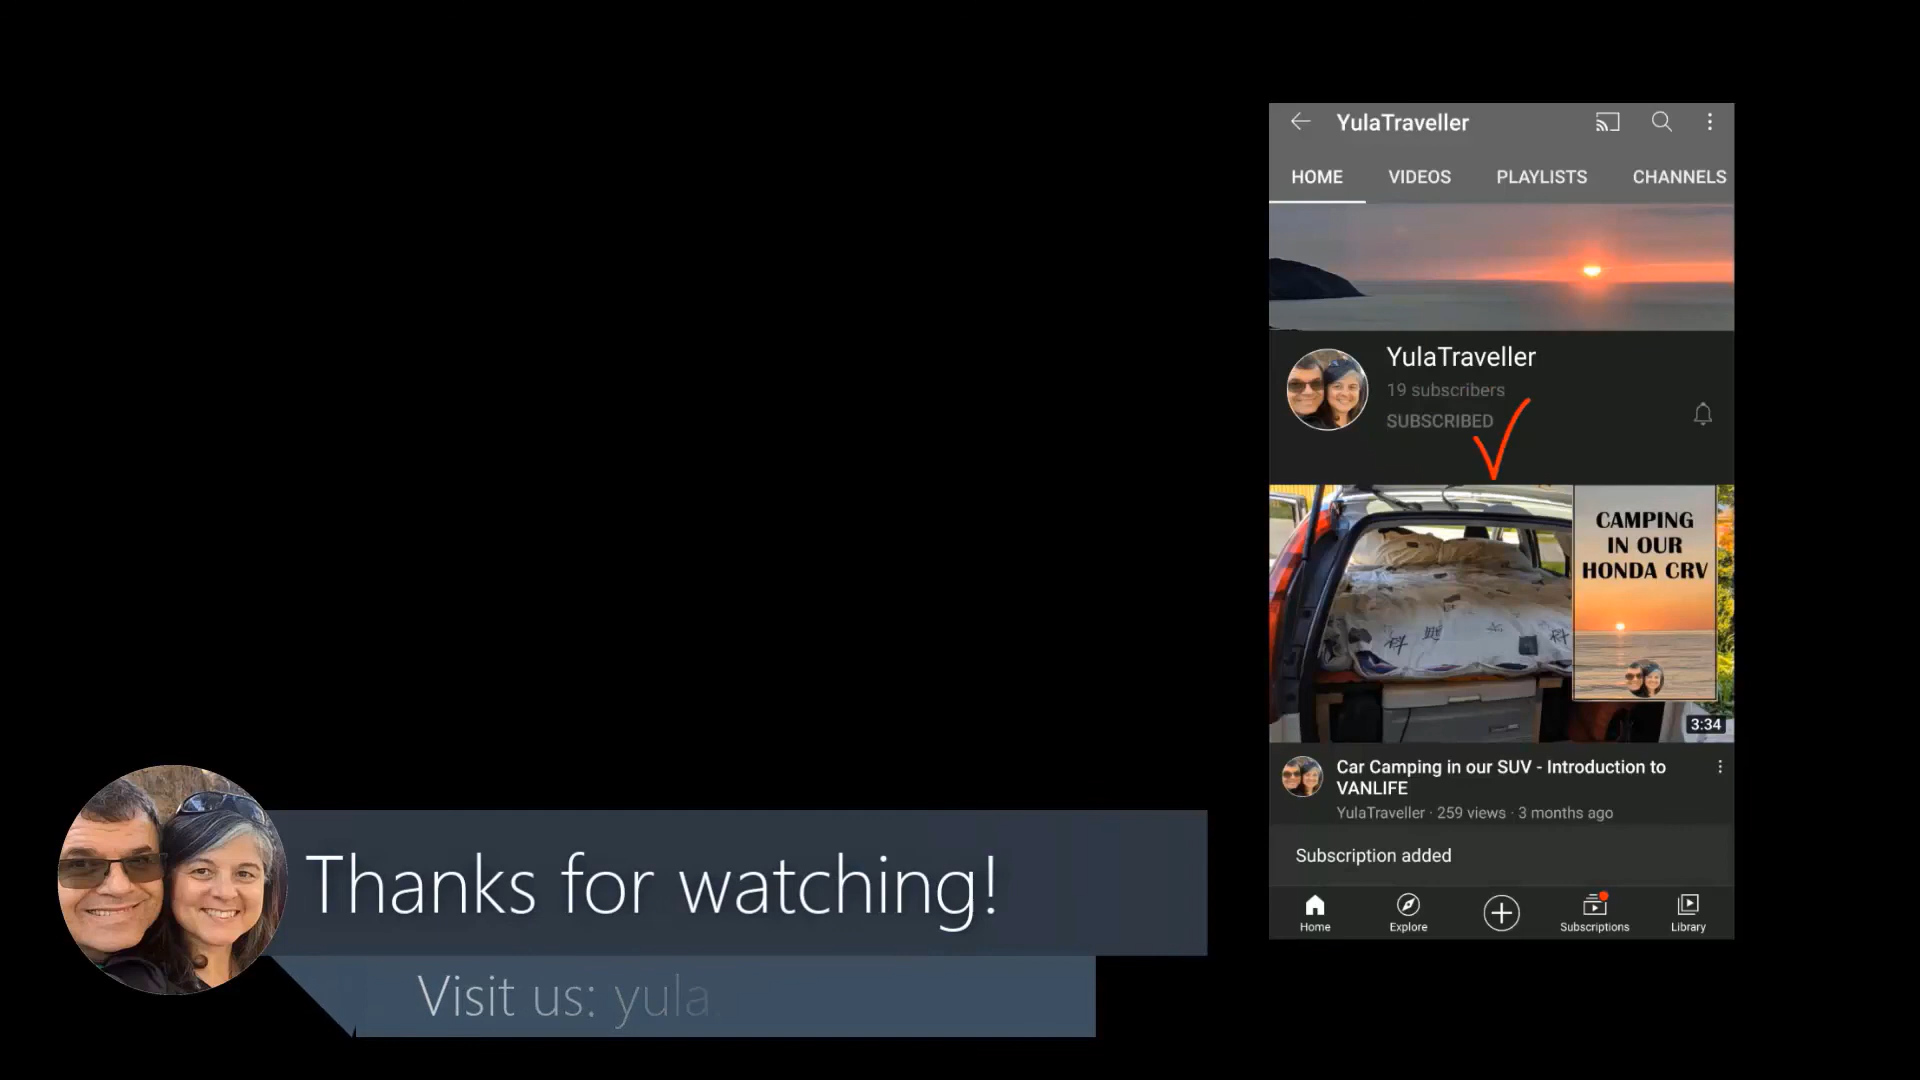 YulaTraveller
HOME VIDEOS PLAYLISTS CHANNELS
YulaTraveller
19 subscribers
SUBSCRIBED
CAMPING
IN OUR
HONDA CRV
3:34
Car Camping in our SUV - Introduction to
VANLIFE
YulaTraveller · 259 views · 3 months ago
Subscription added
Home Explore Subscriptions Library
Thanks for watching!
Visit us: yula.